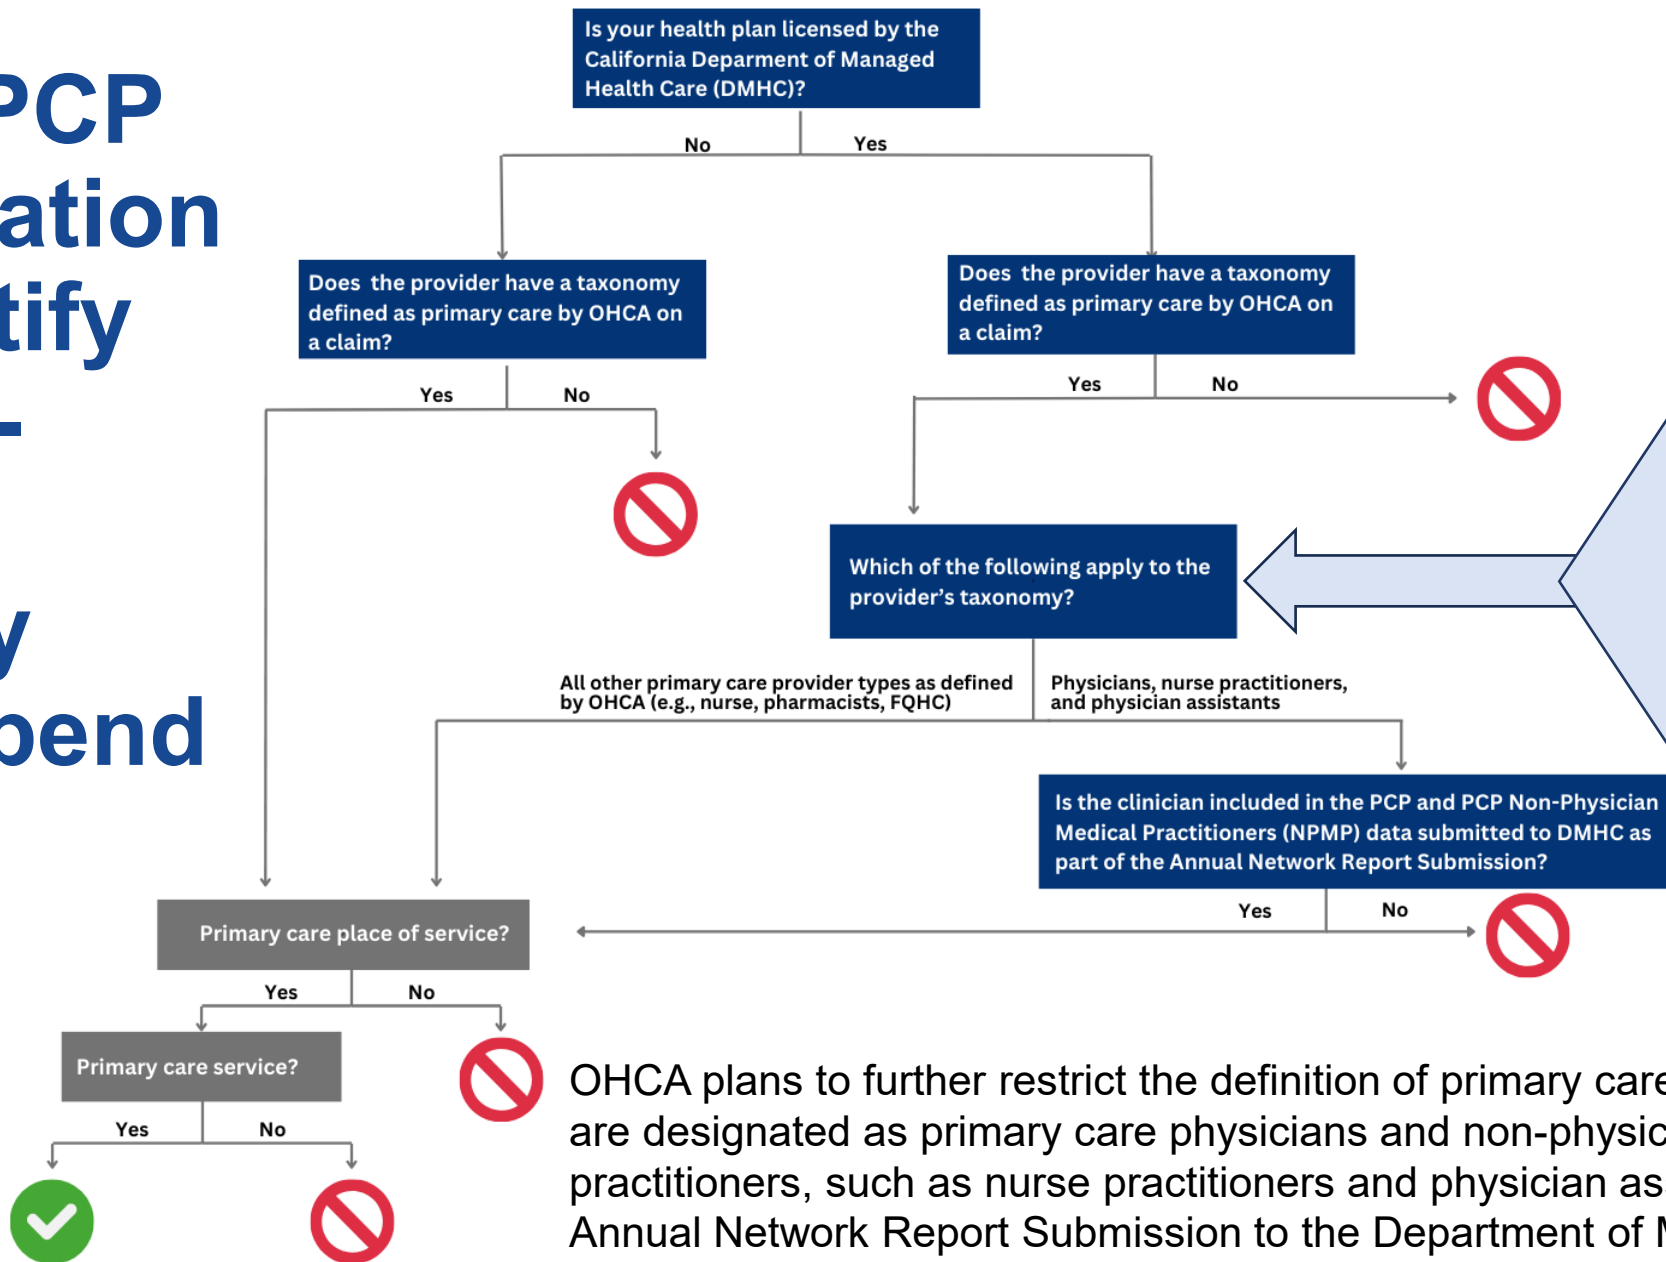 PCP
ation
tify
-
y
pend
Is your health plan licensed by the
California Deparment of Managed
Health Care (DMHC)?
No
Yes
Does the provider have a taxonomy
defined as primary care by OHCA on
a claim?
Does the provider have a taxonomy
defined as primary care by OHCA on
a claim?
Yes
No
Yes
No
Which of the following apply to the
provider's taxonomy?
All other primary care provider types as defined
by OHCA (e.g., nurse, pharmacists, FQHC)
Physicians, nurse practitioners,
and physician assistants
Is the clinician included in the PCP and PCP Non-Physician
Medical Practitioners (NPMP) data submitted to DMHC as
part of the Annual Network Report Submission?
Yes
No
Primary care place of service?
Yes
No
Primary care service?
Yes
No
OHCA plans to further restrict the definition of primary care
are designated as primary care physicians and non-physic
practitioners, such as nurse practitioners and physician as
Annual Network Report Submission to the Department of M